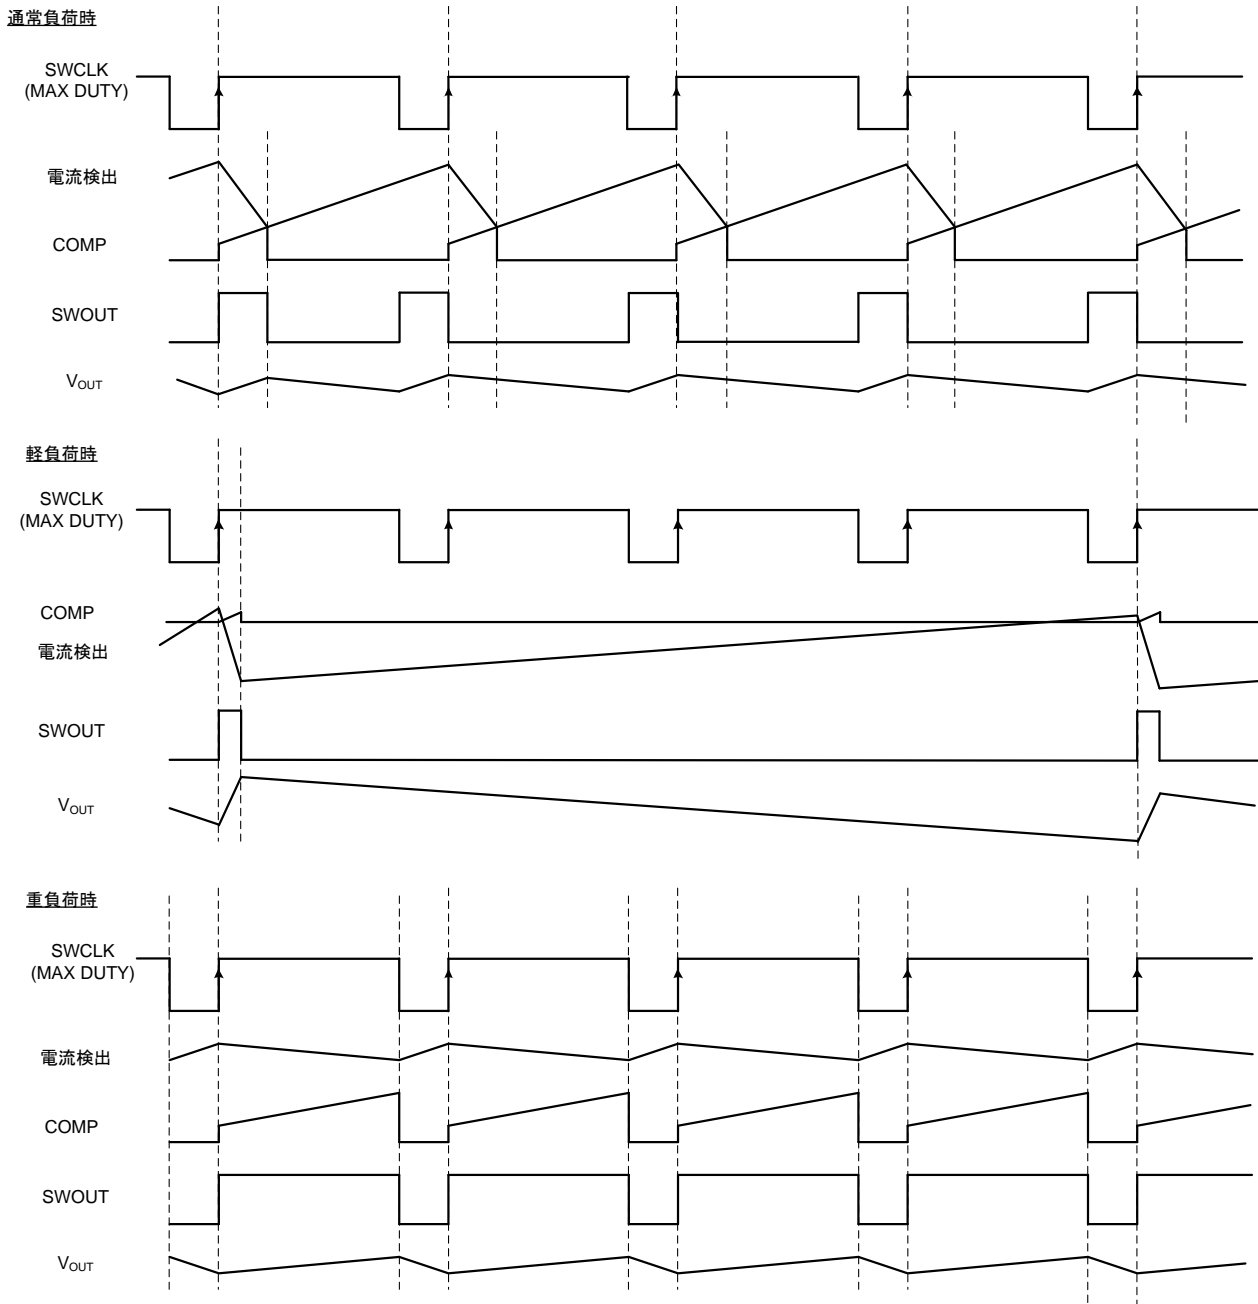 通常負荷時
SWCLK
(MAX DUTY)
電流検出
COMP
SWOUT
VOUT
軽負荷時
SWCLK
(MAX DUTY)
COMP
電流検出
SWOUT
VOUT
重負荷時
SWCLK
(MAX DUTY)
電流検出
COMP
SWOUT
VOUT